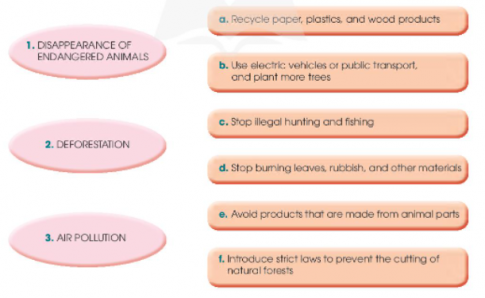 a. Recycle paper, plastics, and wood products
1. DISAPPEARANCE OF
ENDANGERED ANIMALS
b. Use electric vehicles or public transport,
and plant more trees
c. Stop illegal hunting and fishing
2. DEFORESTATION
d. Stop burning leaves, rubbish, and other materials
e. Avoid products that are made from animal parts
3. AIR POLLUTION
f. Introduce strict laws to prevent the cutting of
natural forests